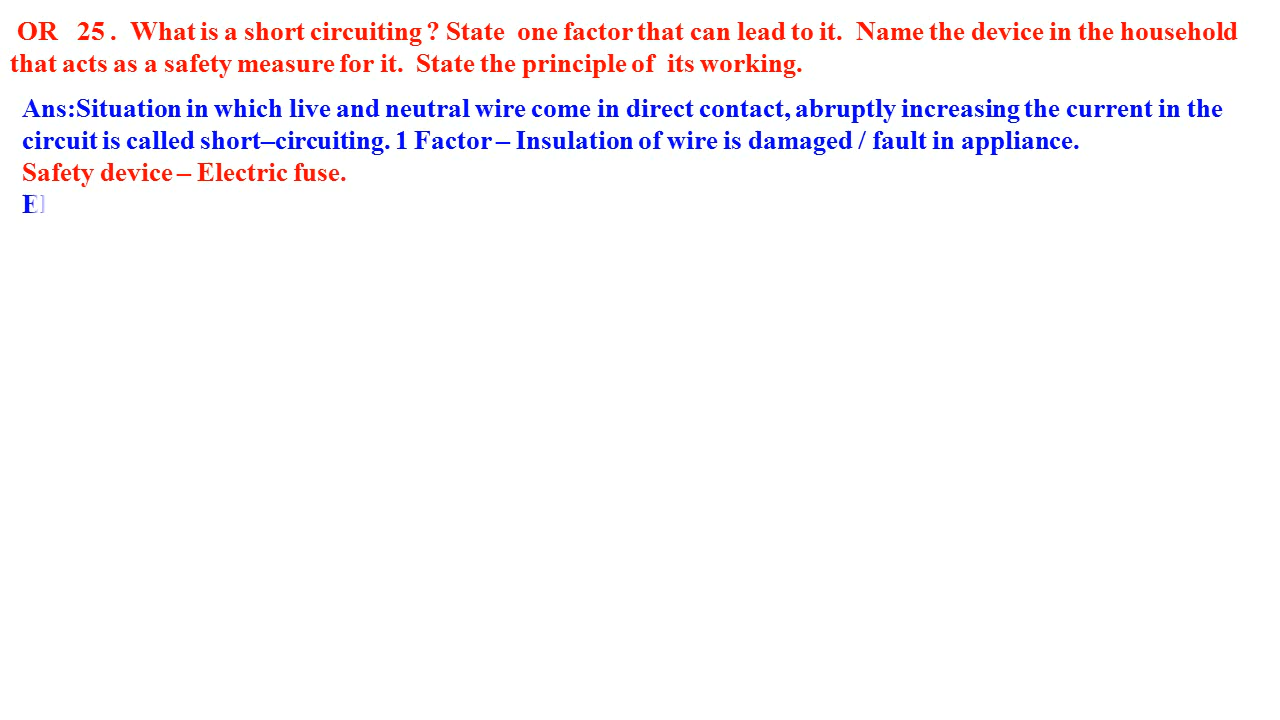 OR 25 . What is a short circuiting ? State one factor that can lead to it. Name the device in the household
that acts as a safety measure for it. State the principle of its working.
Ans:Situation in which live and neutral wire come in direct contact, abruptly increasing the current in the
circuit is called short–circuiting. 1 Factor – Insulation of wire is damaged / fault in appliance.
Safety device – Electric fuse.
E